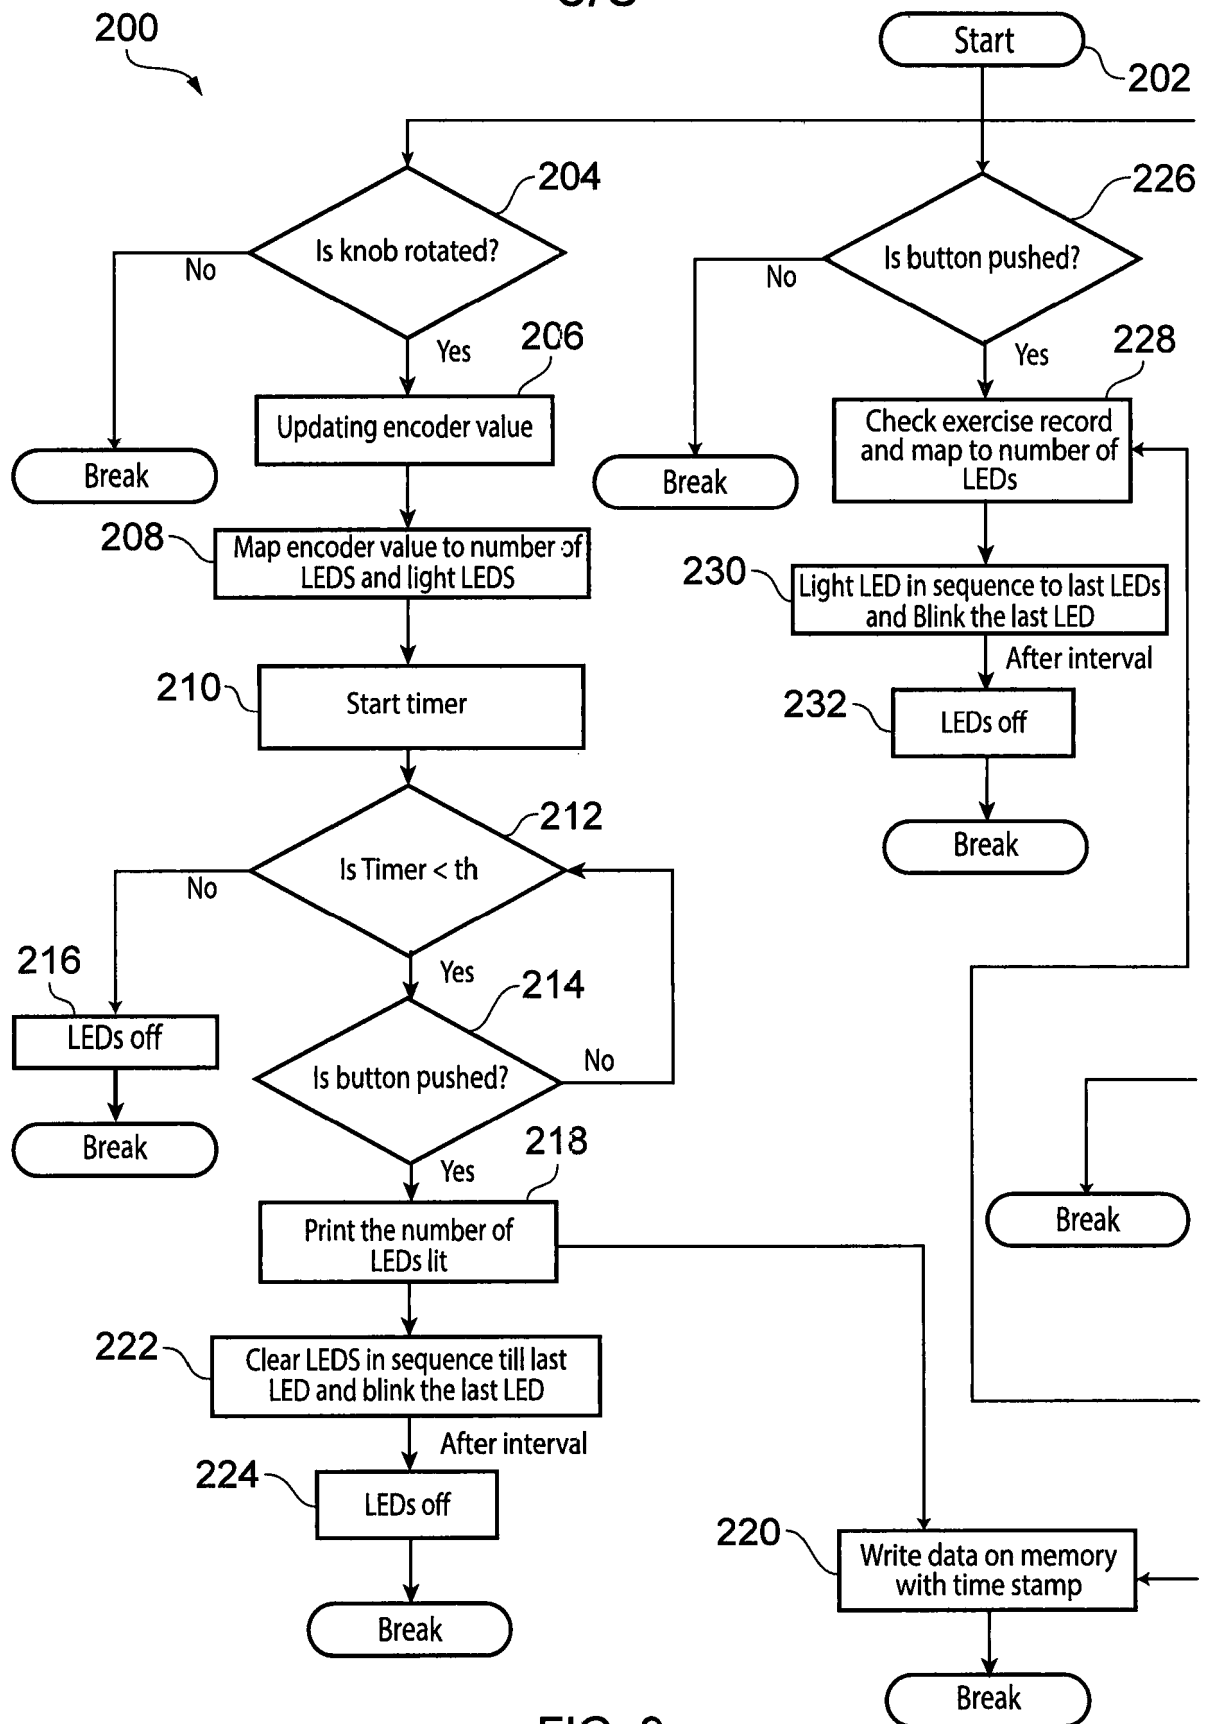 200
Start
202
204
226
Is knob rotated?
Is button pushed?
No
No
Yes
206
Yes
228
Updating encoder value
Check exercise record
and map to number of
LEDs
Break
Break
208
Map encoder value to number of
LEDS and light LEDS
230
Light LED in sequence to last LEDs
and Blink the last LED
After interval
210
Start timer
232
LEDs off
212
Is Timer < th
Break
No
216
Yes
214
LEDs off
Is button pushed?
No
Break
218
Yes
Break
Print the number of
LEDs lit
222
Clear LEDS in sequence till last
LED and blink the last LED
After interval
224
LEDs off
220
Write data on memory
with time stamp
Break
Break